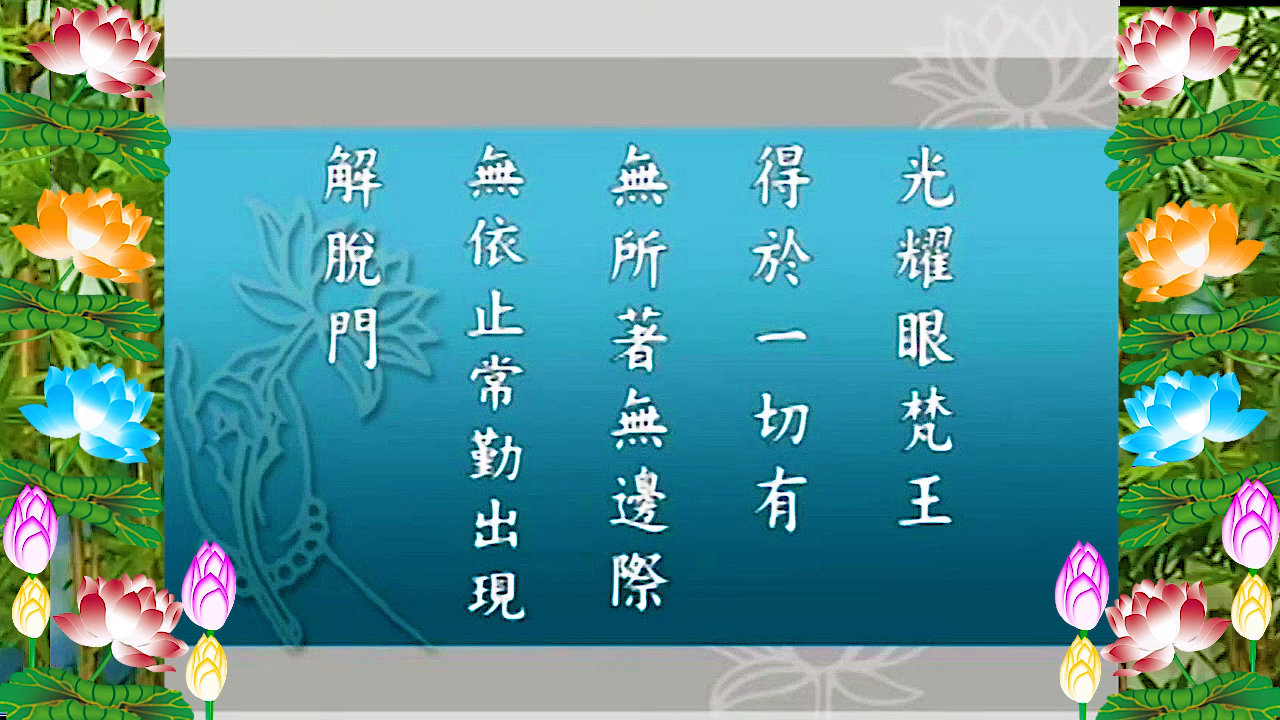 光耀眼梵王
得於一切有
無所著無邊際
無依止常勤出現
解脫門